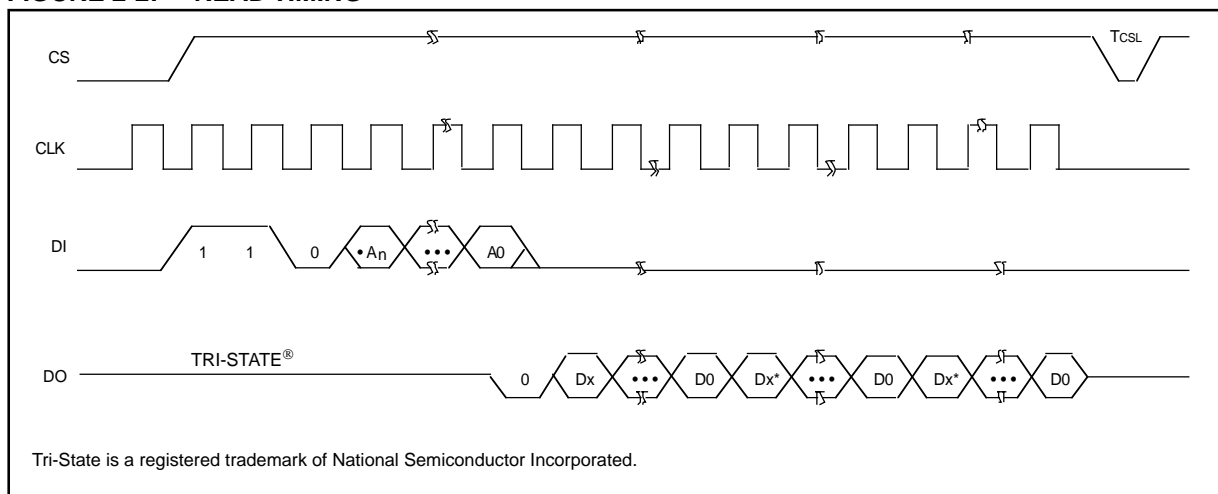 CS
TCSL
CLK
DI
1 1 0 •An ••• A0
TRI-STATE®
DO
0 Dx ••• D0 Dx* ••• D0 Dx* ••• D0
Tri-State is a registered trademark of National Semiconductor Incorporated.